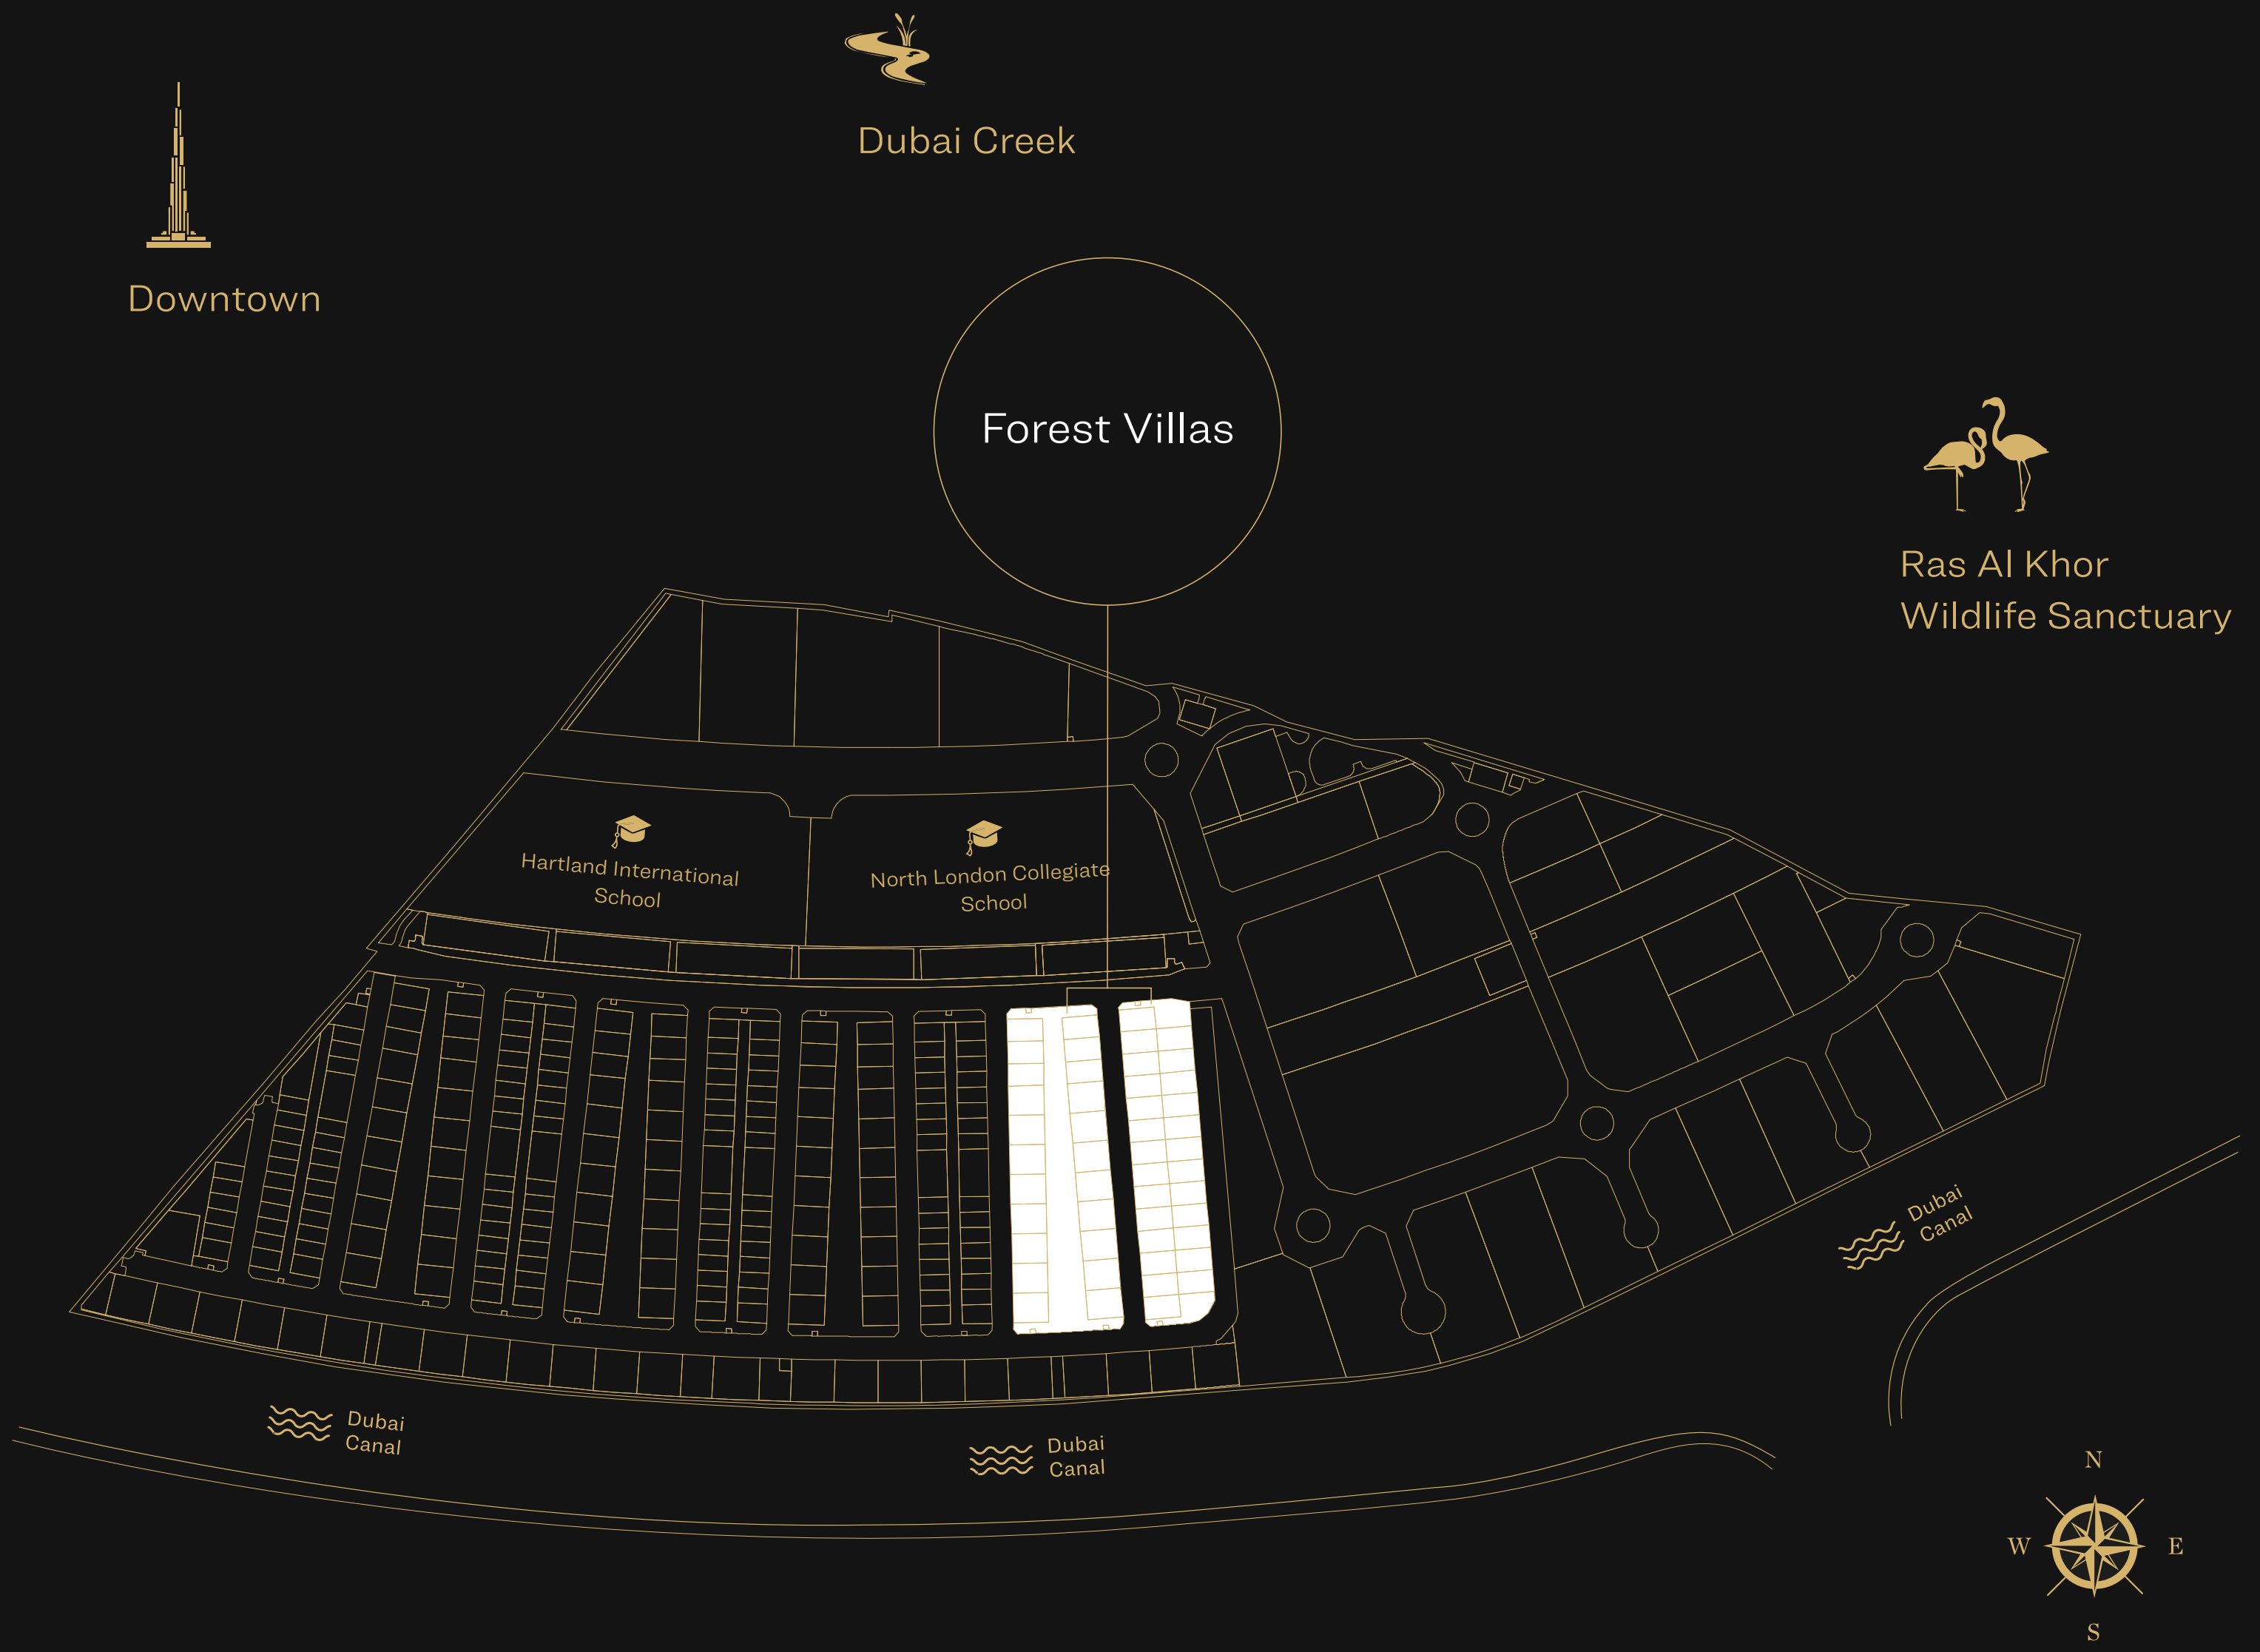 Dubai Creek
Downtown
Forest Villas
Ras Al Khor
Wildlife Sanctuary
Hartland International
School
North London Collegiate
School
Dubai
Canal
Dubai
Canal
Dubai
Canal
N
W
E
S